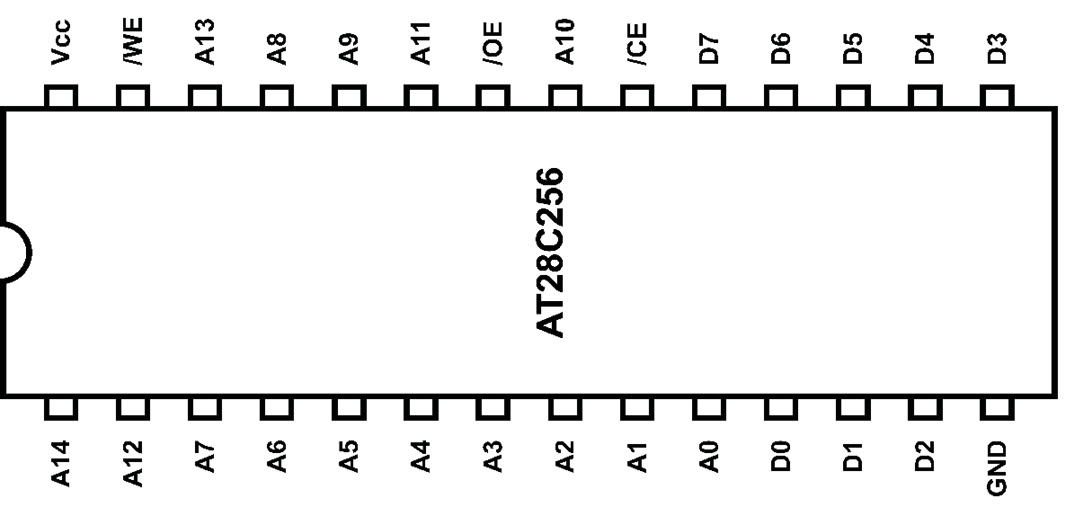 Vcc
/WE
A13
A8
A9
A11
/OE
A10
/CE
D7
D6
D5
D4
D3
AT28C256
A14
A12
A7
A6
A5
A4
A3
A2
A1
A0
D0
D1
D2
GND